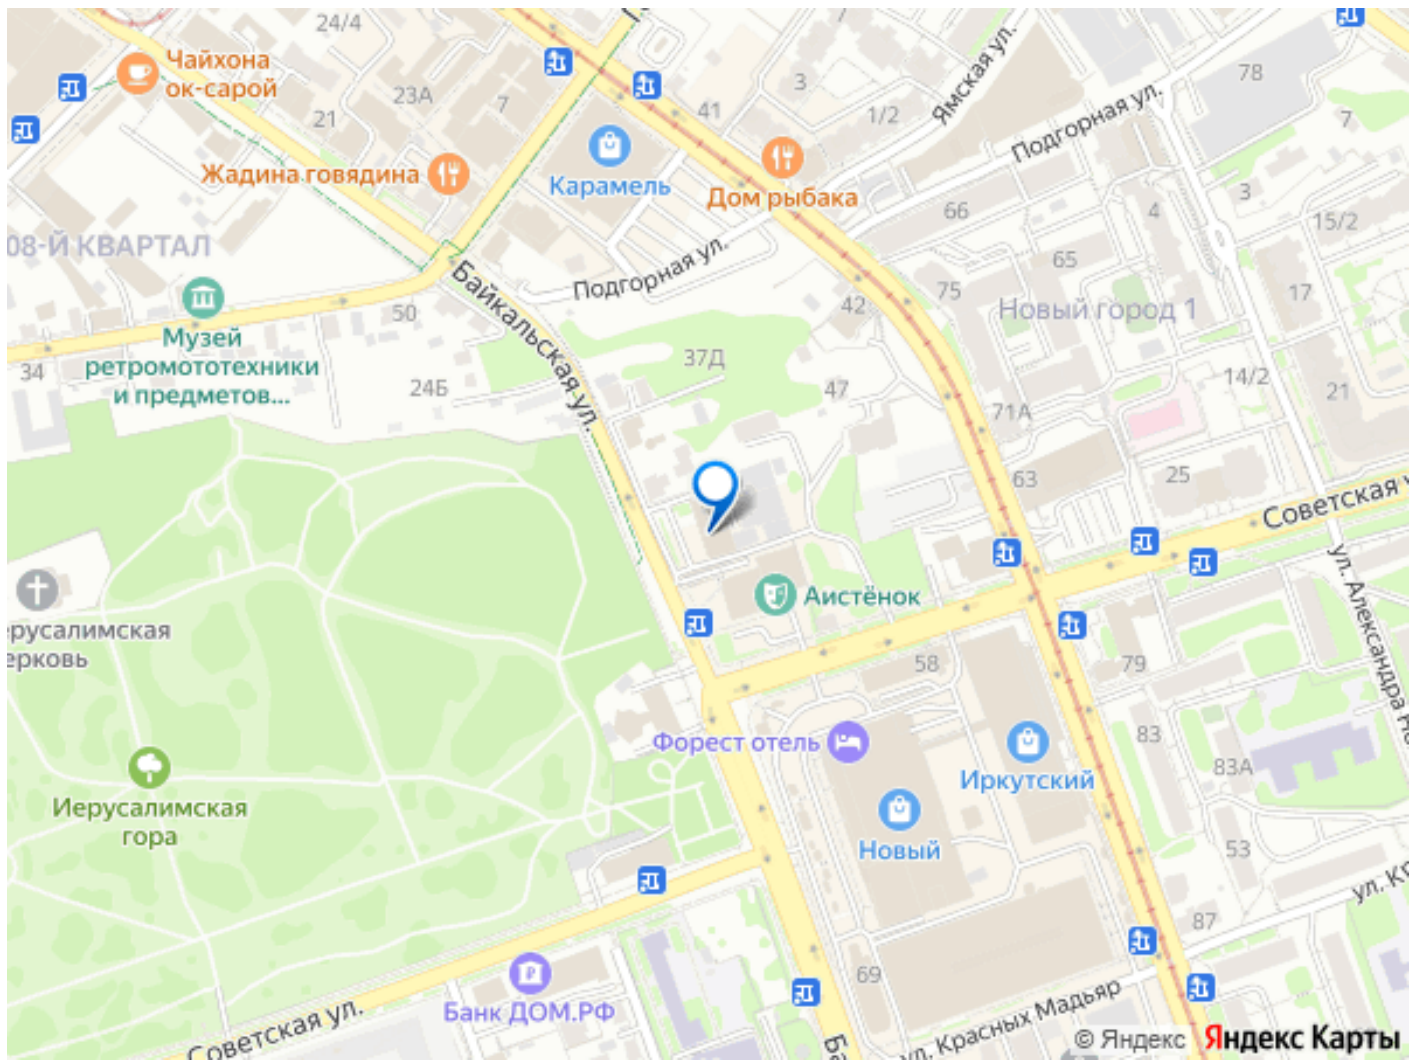 24/4
Чайхона
ок-сарой
23А
21
7
41
3
7
1/2
Ямская ул.
Подгорная ул.
78
7
Жадина говядина
Карамель
Дом рыбака
66
4
3
15/2
08-Й КВАРТАЛ
Байкальская ул.
Подгорная ул.
65
75
42
Новый город 1
17
Музей
ретромототехники
и предметов...
50
34
24Б
37Д
47
71А
14/2
21
63
25
Советская у
Аистёнок
ерусалимская
ерковь
ул. Александра Не
58
79
Форест отель
83
83А
Иркутский
Иерусалимская
гора
Новый
53
ул. Кр
87
69
Банк ДОМ.РФ
Советская ул.
Ба
ул. Красных Мадьяр
© Яндекс Яндекс Карты